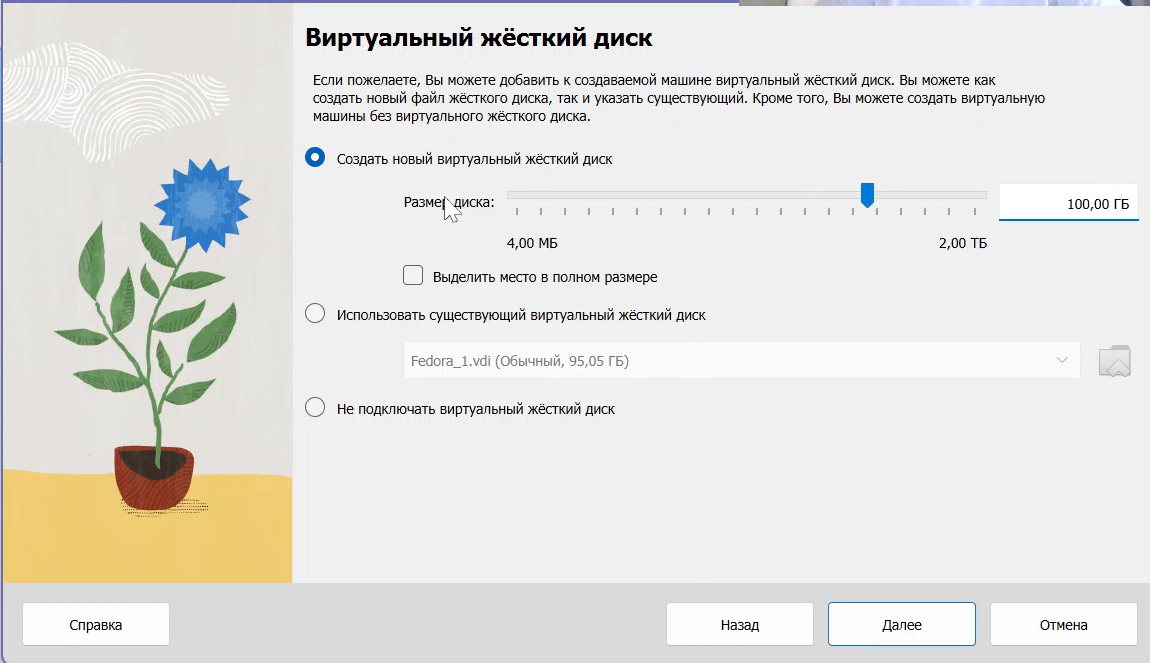 Виртуальный жёсткий диск
Если пожелаете, Вы можете добавить к создаваемой машине виртуальный жёсткий диск. Вы можете как
создать новый файл жёсткого диска, так и указать существующий. Кроме того, Вы можете создать виртуальную
машины без виртуального жёсткого диска.
Создать новый виртуальный жёсткий диск
Размер диска:
100,00 ГБ
4,00 МБ
2,00 ТБ
Выделить место в полном размере
Использовать существующий виртуальный жёсткий диск
Fedora_1.vdi (Обычный, 95,05 ГБ)
Не подключать виртуальный жёсткий диск
Справка
Назад
Далее
Отмена